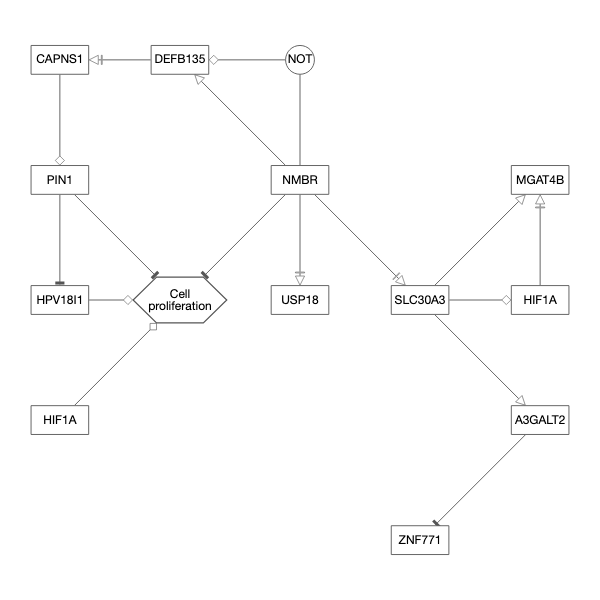 CAPNS1
DEFB135
NOT
PIN1
NMBR
MGAT4B
HPV18I1
Cell
proliferation
USP18
SLC30A3
HIF1A
HIF1A
A3GALT2
ZNF771